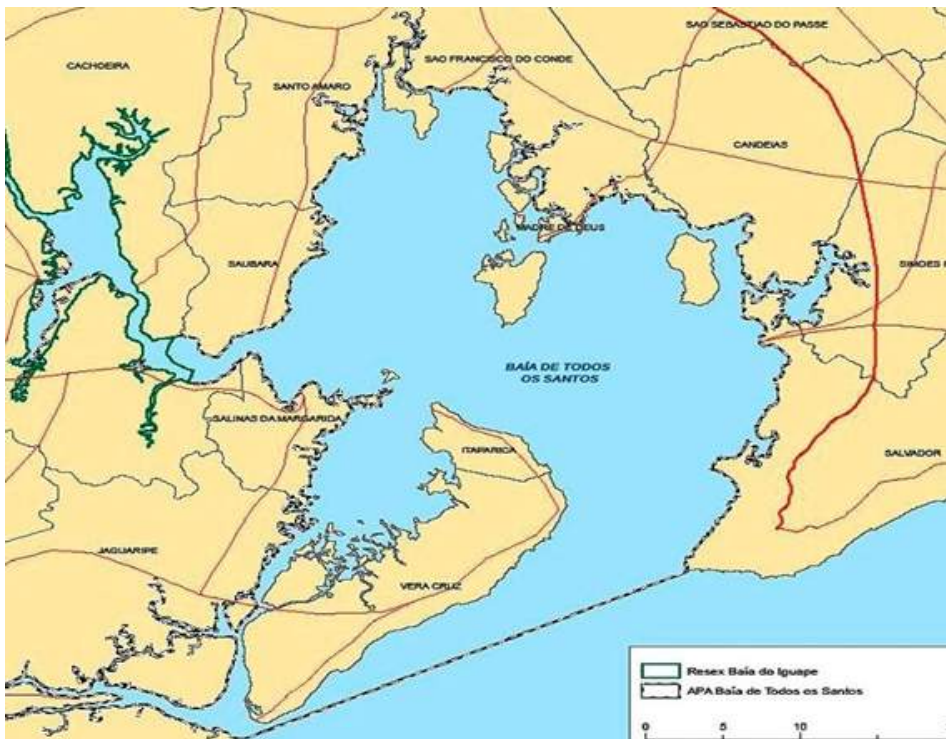 SAO SEBASTIAO DO PASSE
CACHOEIRA
SAO FRANCISCO DO CONDE
SANTO AMARO
CANDEIAS
MADRE DE DEUS
SAUBARA
SIMOES
BAÍA DE TODOS
OS SANTOS
SALINAS DA MARGARIDA
ITAPARICA
SALVADOR
JAGUARIPE
VERA CRUZ
Resex Baía do Iguape
APA Baía de Todos os Santos
0 5 10